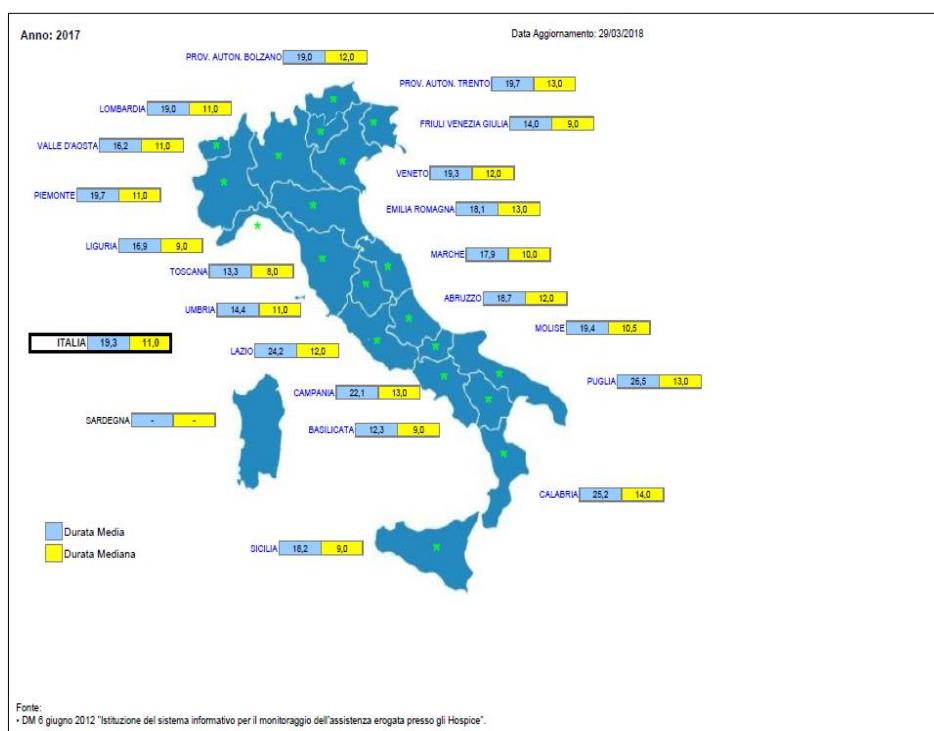 Anno: 2017
Data Aggiornamento: 29/03/2018
PROV. AUTON. BOLZANO 19,0 12,0
PROV. AUTON. TRENTO 19,7 13,0
LOMBARDIA 19,0 11,0
FRIULI VENEZIA GIULIA 14,0 9,0
VALLE D'AOSTA 16,2 11,0
VENETO 19,3 12,0
PIEMONTE 19,7 11,0
EMILIA ROMAGNA 18,1 13,0
LIGURIA 16,9 9,0
MARCHE 17,9 10,0
TOSCANA 13,3 8,0
ABRUZZO 18,7 12,0
UMBRIA 14,4 11,0
MOLISE 19,4 10,5
ITALIA 19,3 11,0
LAZIO 24,2 12,0
PUGLIA 26,5 13,0
CAMPANIA 22,1 13,0
SARDEGNA - -
BASILICATA 12,3 9,0
CALABRIA 25,2 14,0
Durata Media
Durata Mediana
SICILIA 18,2 9,0
Fonte:
• DM 6 giugno 2012 "Istituzione del sistema informativo per il monitoraggio dell'assistenza erogata presso gli Hospice".